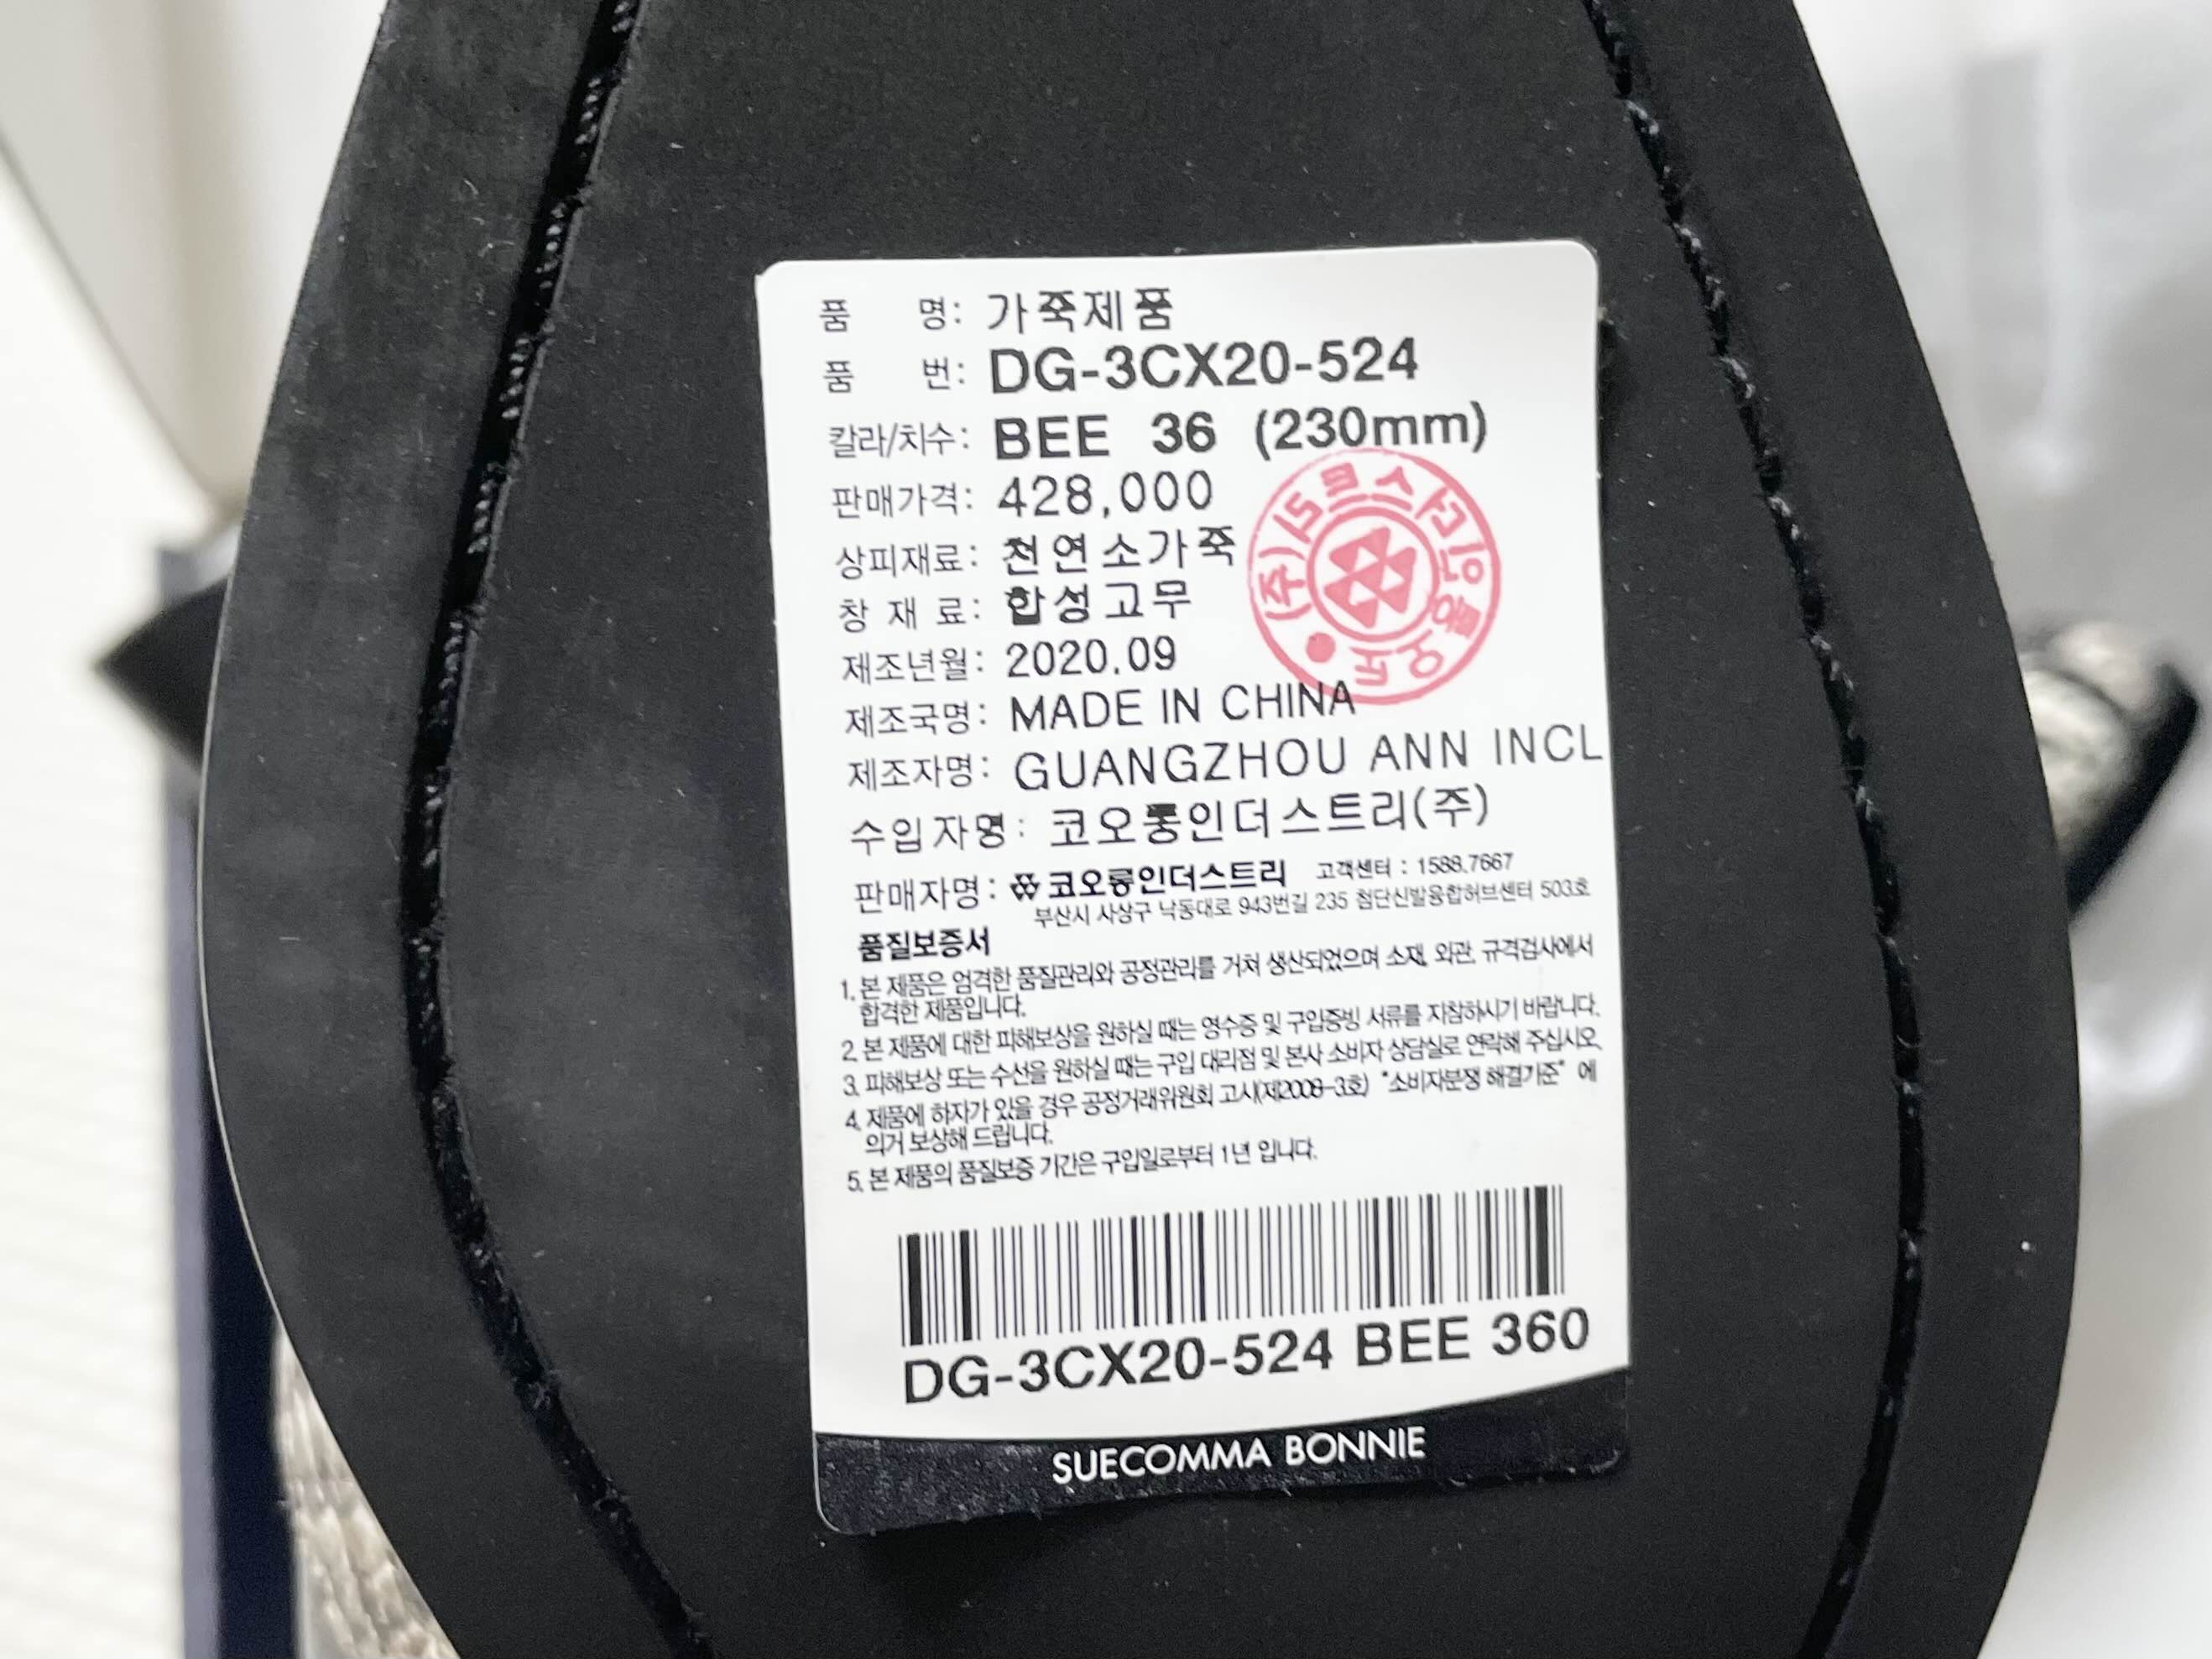 품 명: 가죽제품
품 번: DG-3CX20-524
칼라/치수: BEE 36 (230mm)
판매가격: 428,000
상피재료: 천연소가죽
창 재 료: 합성고무
제조년월: 2020.09
제조국명: MADE IN CHINA
제조자명: GUANGZHOU ANN INCL
수입자명: 코오롱인더스트리(주)
판매자명: 코오롱인더스트리 고객센터 : 1588.7667
부산시 사상구 낙동대로 943번길 235 첨단신발융합허브센터 503호
품질보증서
1. 본 제품은 엄격한 품질관리와 공정관리를 거쳐 생산되었으며 소재, 외관, 규격검사에서
합격한 제품입니다.
2. 본 제품에 대한 피해보상을 원하실 때는 영수증 및 구입증빙 서류를 지참하시기 바랍니다.
3. 피해보상 또는 수선을 원하실 때는 구입 대리점 및 본사 소비자 상담실로 연락해 주십시오.
4. 제품에 하자가 있을 경우 공정거래위원회 고시(제2008-3호) "소비자분쟁 해결기준" 에
의거 보상해 드립니다.
5. 본 제품의 품질보증 기간은 구입일로부터 1년 입니다.
DG-3CX20-524 BEE 360
SUECOMMA BONNIE